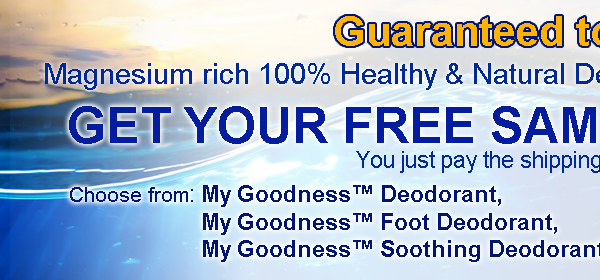 Guaranteed to
Magnesium rich 100% Healthy & Natural De
GET YOUR FREE SAM
You just pay the shipping
Choose from: My Goodness™ Deodorant,
My Goodness™ Foot Deodorant,
My Goodness™ Soothing Deodorant